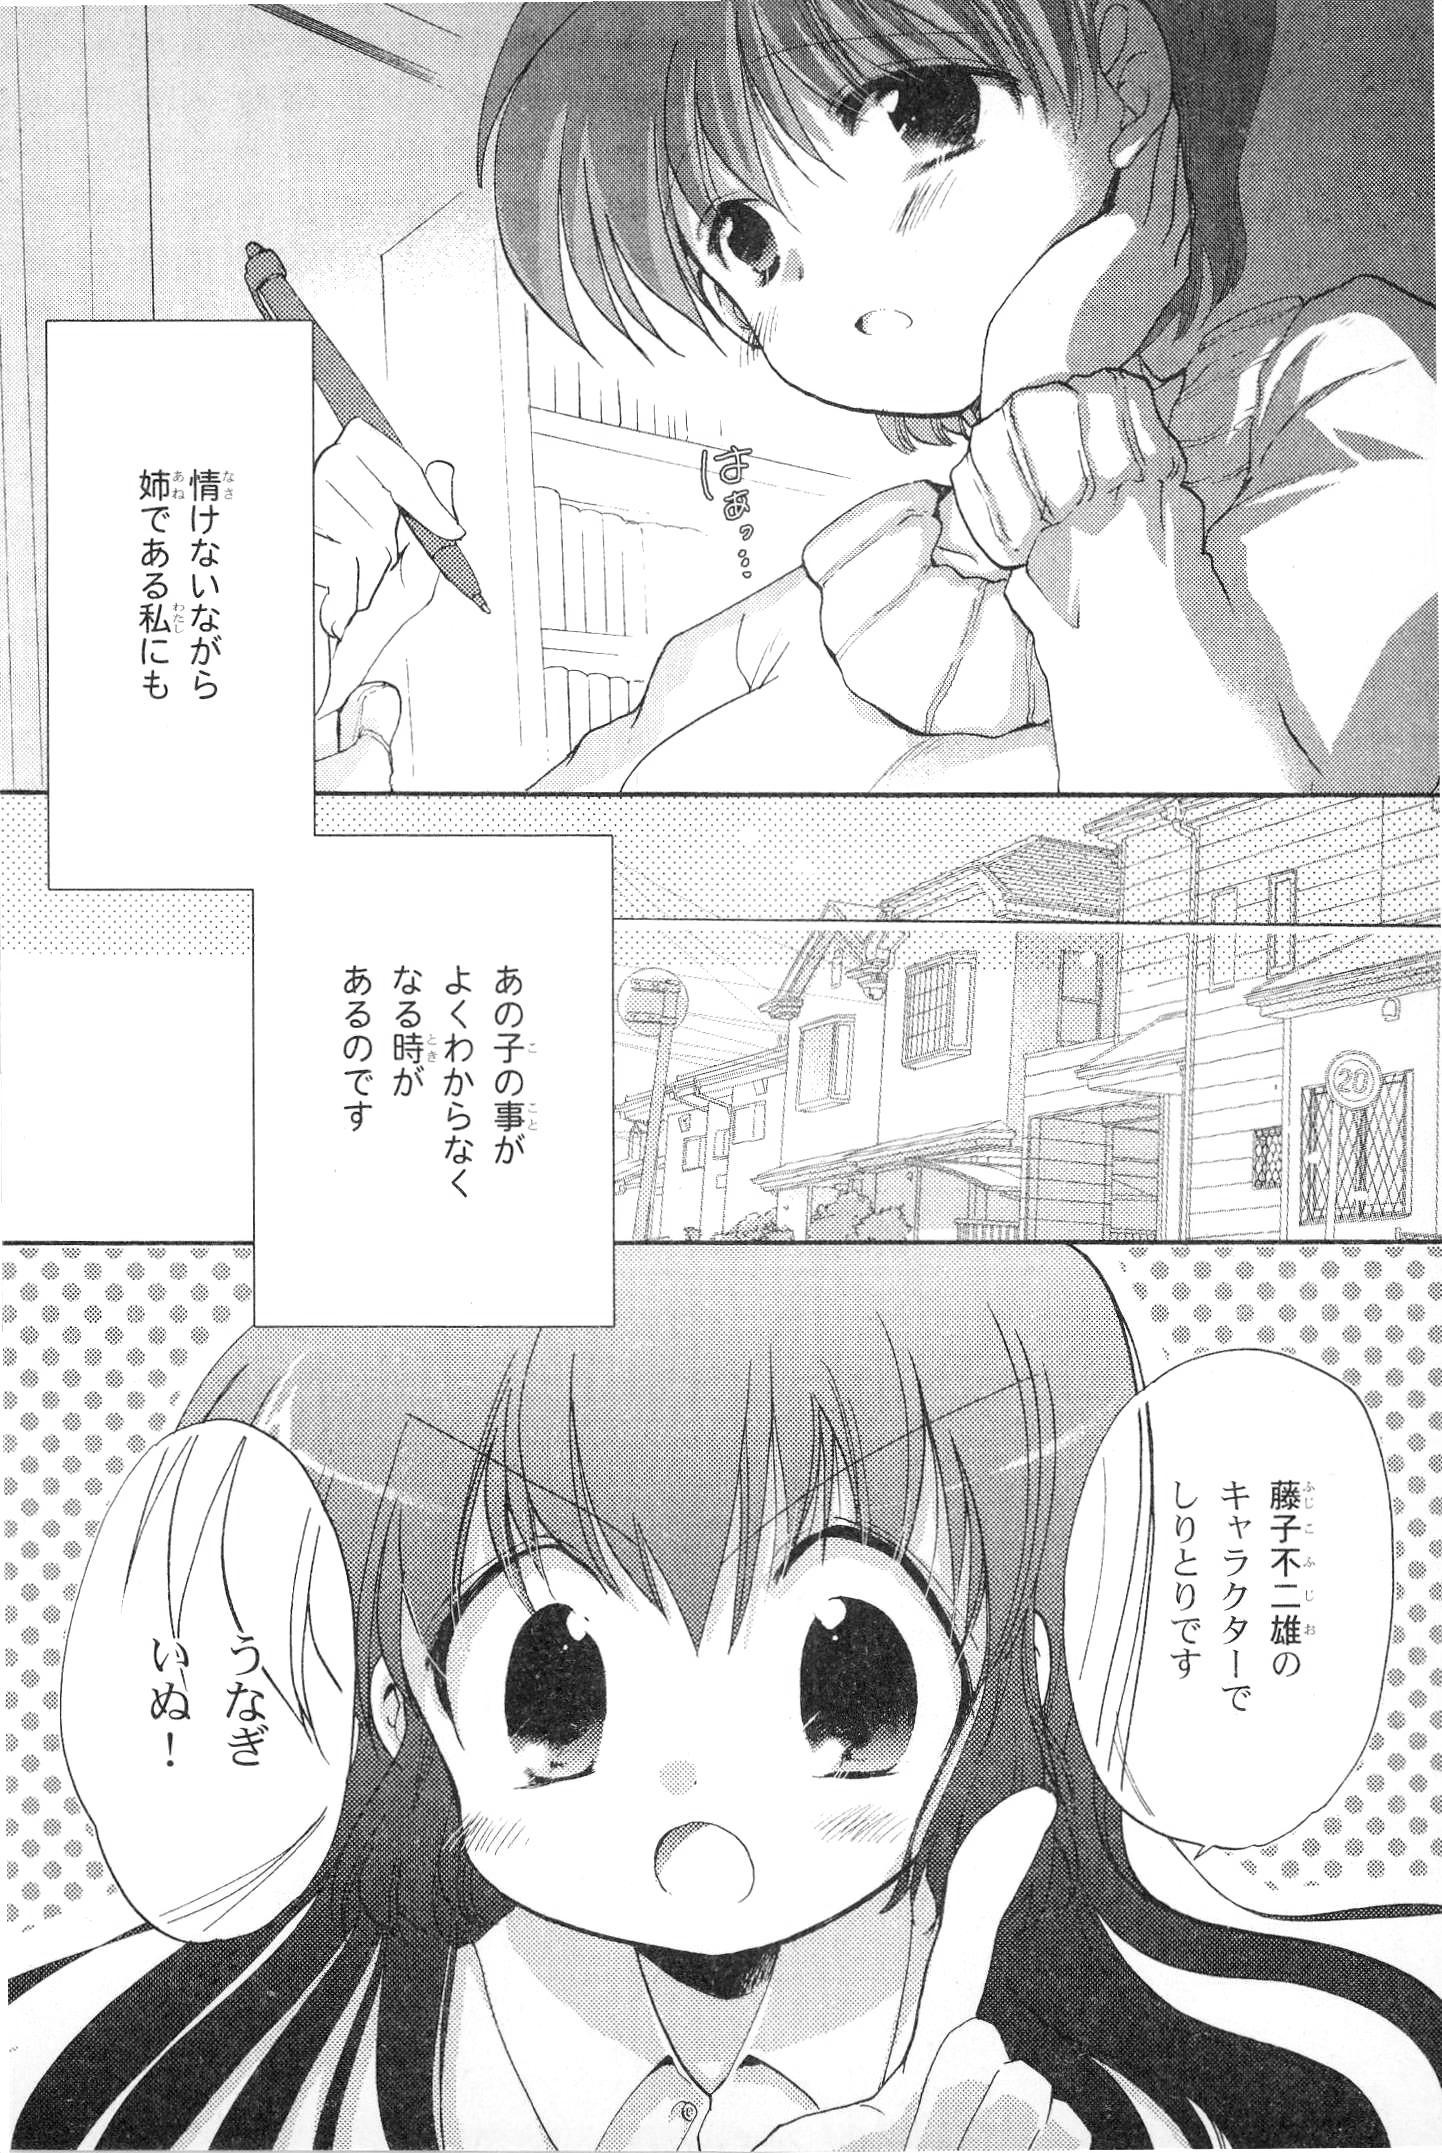 はぁっ…
情けないながら
姉である私にも
あの子の事が
よくわからなく
なる時が
あるのです
20
藤子不二雄の
キャラクターで
しりとりです
うなぎ
いぬ！